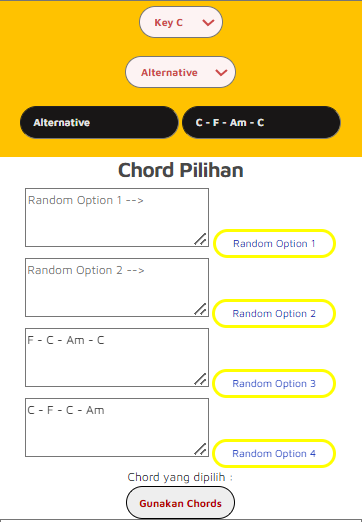 Key C
Alternative
Alternative
C - F - Am - C
Chord Pilihan
Random Option 1 -->
Random Option 1
Random Option 2 -->
Random Option 2
F - C - Am - C
Random Option 3
C - F - C - Am
Random Option 4
Chord yang dipilih :
Gunakan Chords